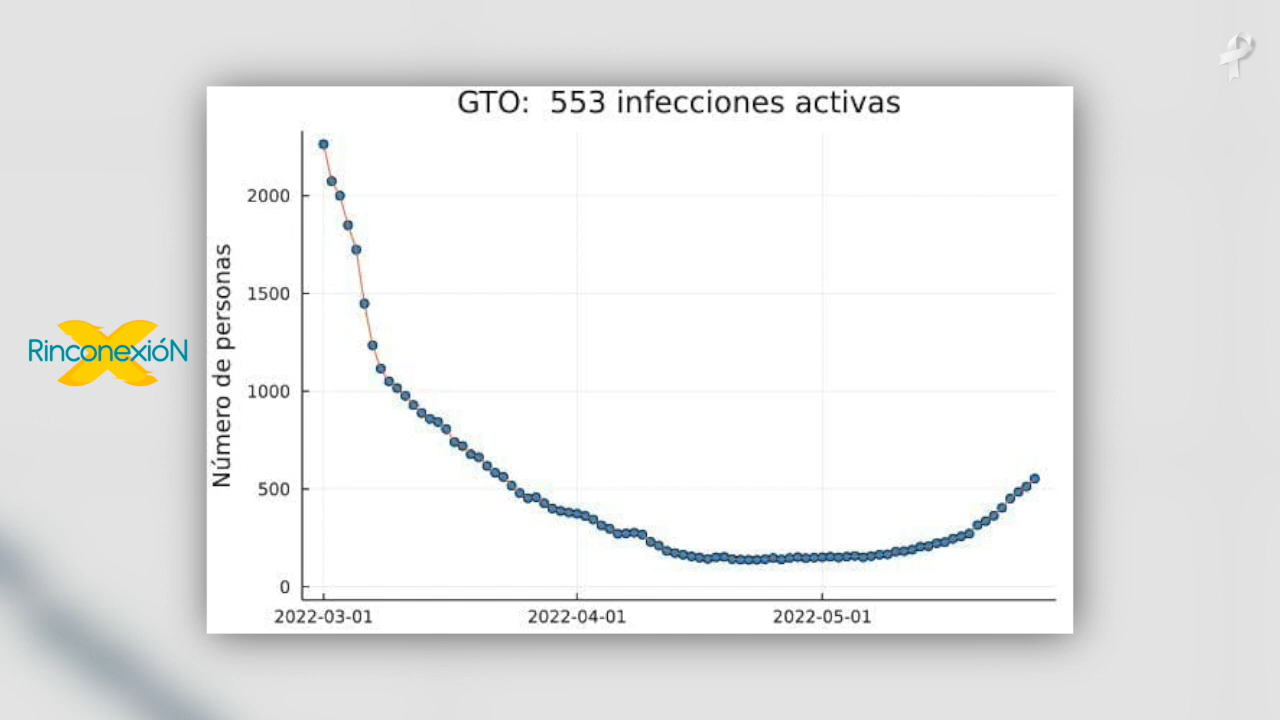 GTO:  553 infecciones activas
Número de personas
2000
1500
1000
500
0
2022-03-01
2022-04-01
2022-05-01
RinconexióN